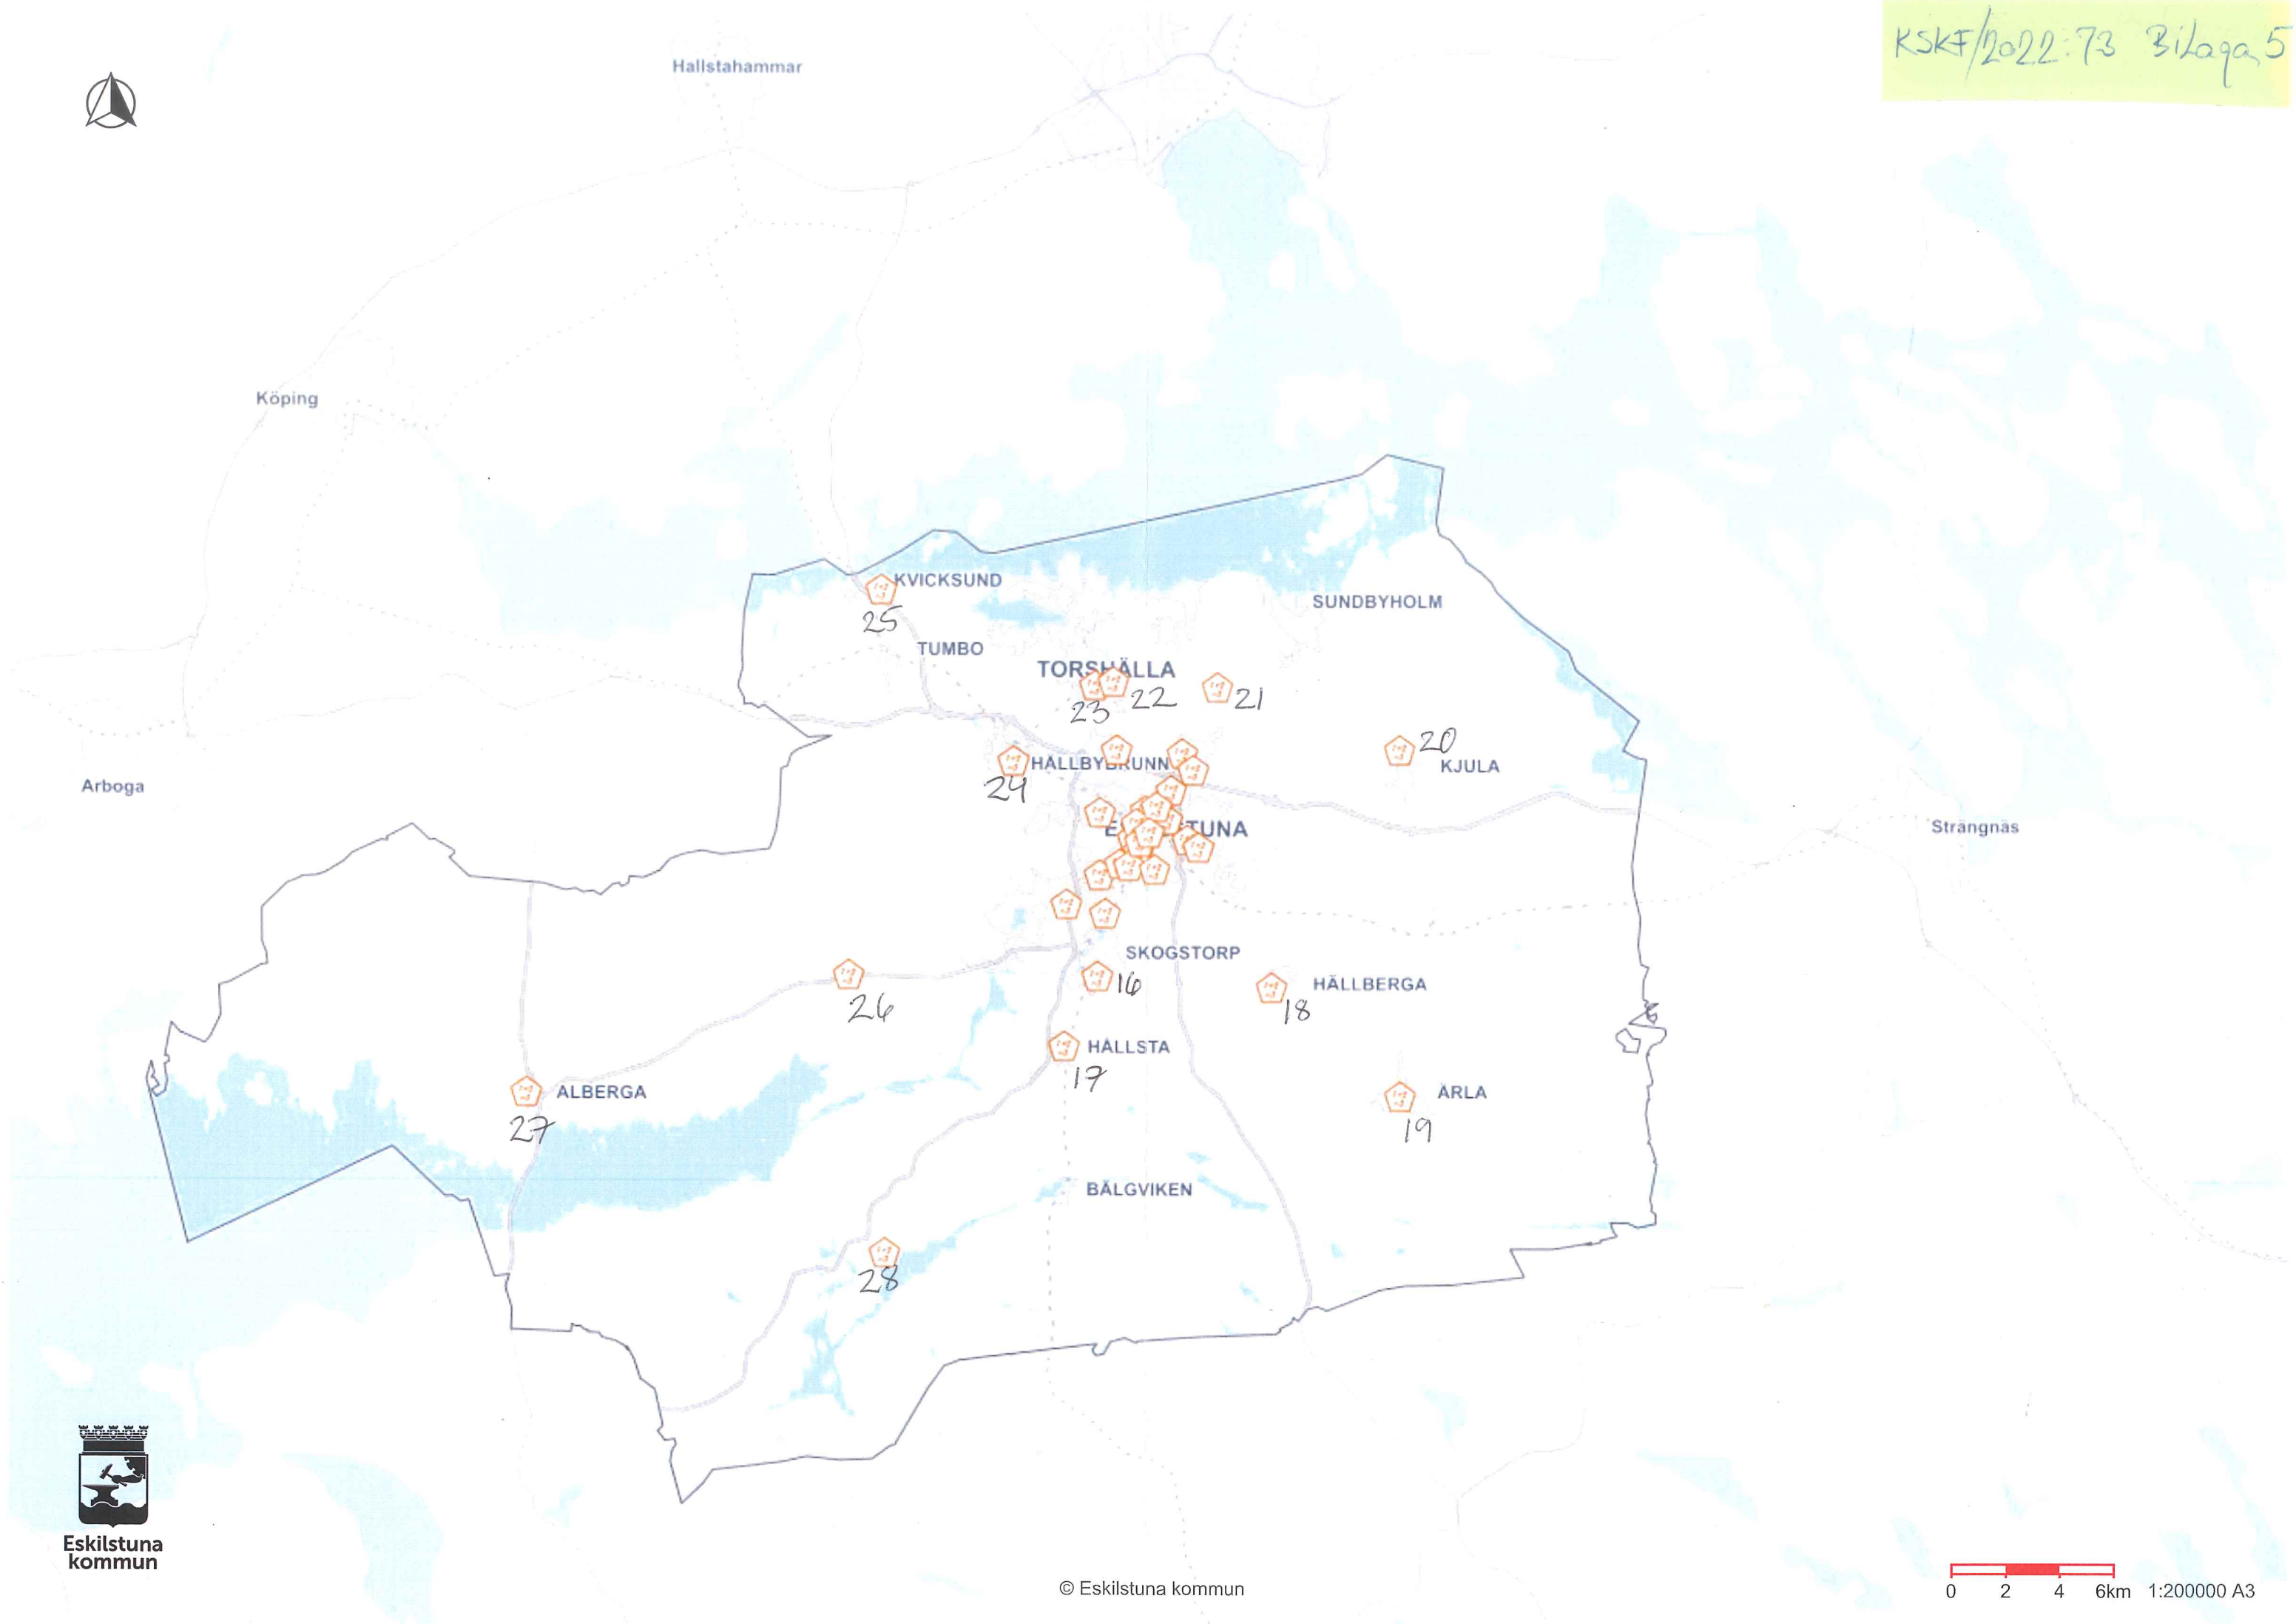 KSKF/2022:73 Bilaga 5
Hallstahammar
Köping
KVICKSUND
25
SUNDBYHOLM
TUMBO
TORSHÄLLA
23
22
21
20
KJULA
HÄLLBYBRUNN
24
Arboga
TUNA
Strängnäs
SKOGSTORP
16
HÄLLBERGA
18
26
HÅLLSTA
17
ALBERGA
27
ÄRLA
19
BÄLGVIKEN
28
Eskilstuna
kommun
© Eskilstuna kommun
0 2 4 6km 1:200000 A3